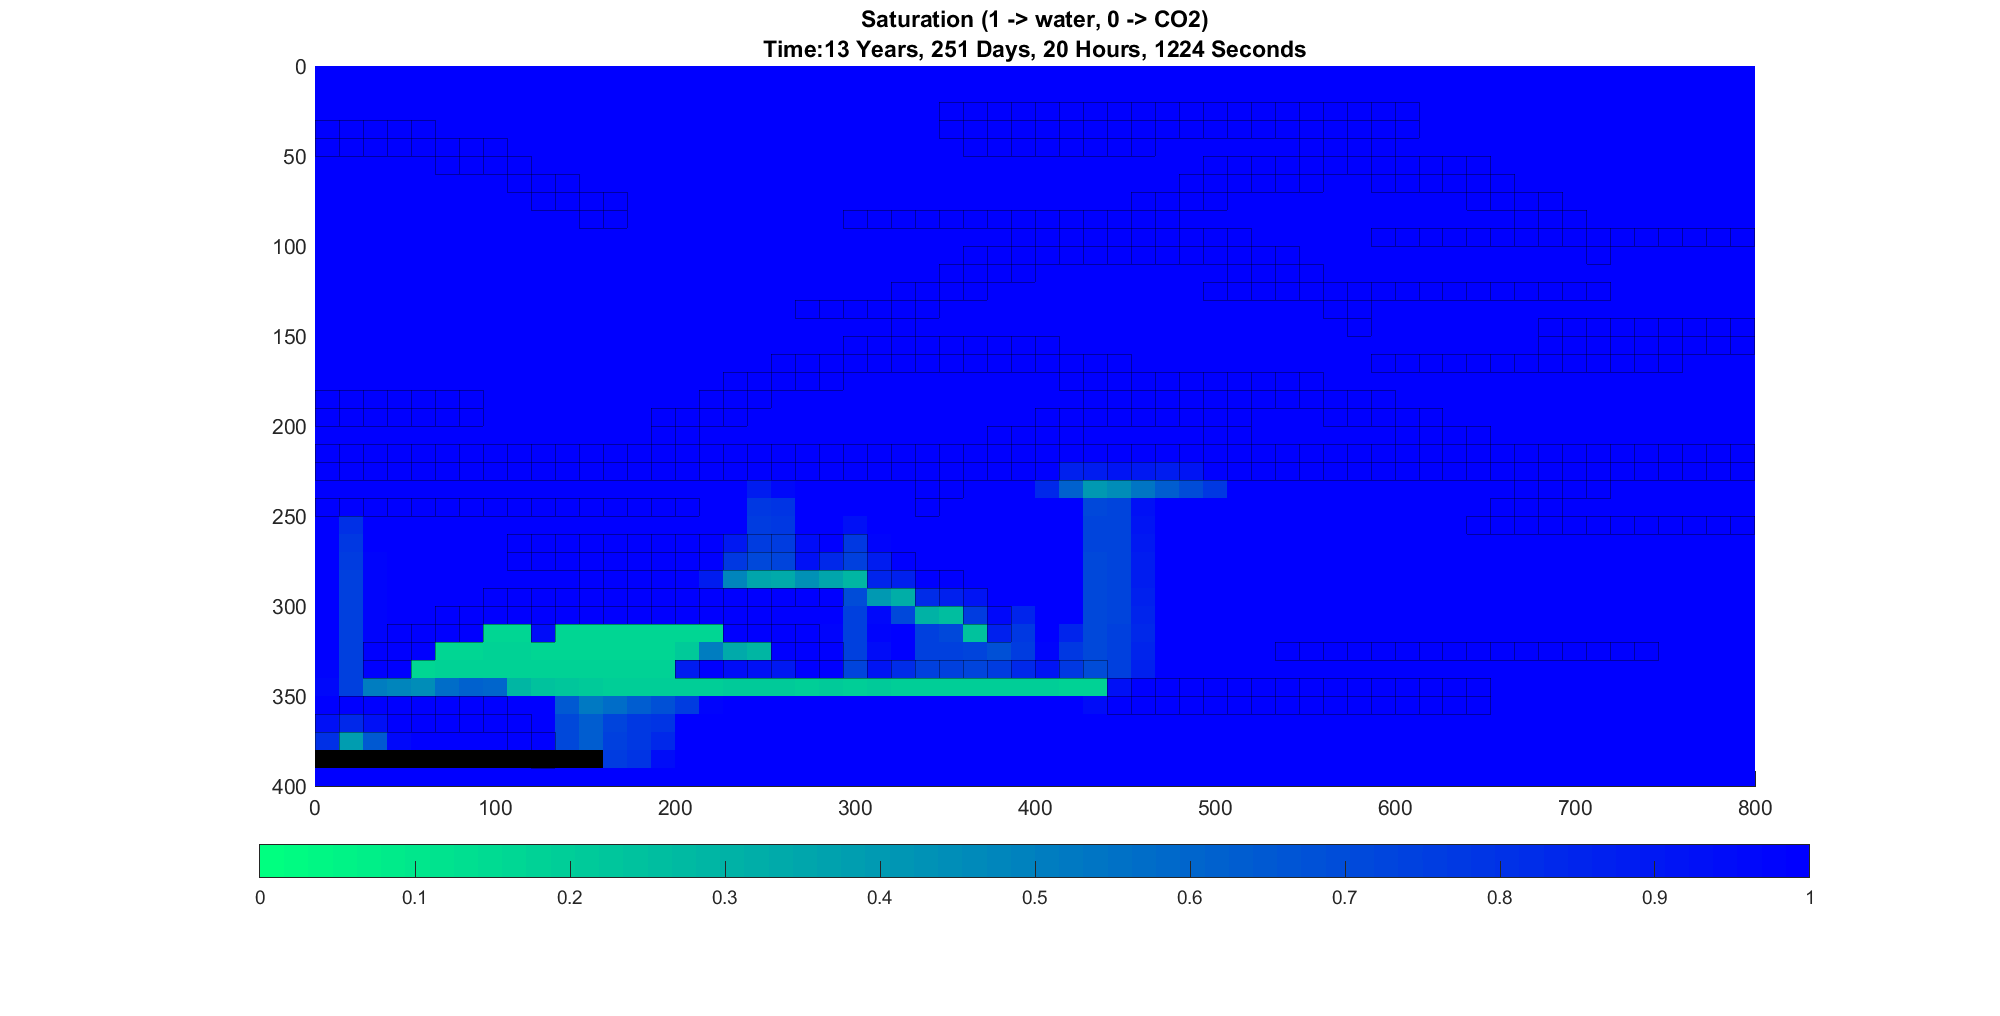 Saturation (1 -> water, 0 -> CO2)
Time:13 Years, 251 Days, 20 Hours, 1224 Seconds
0
50
100
150
200
250
300
350
400
0 100 200 300 400 500 600 700 800
0 0.1 0.2 0.3 0.4 0.5 0.6 0.7 0.8 0.9 1